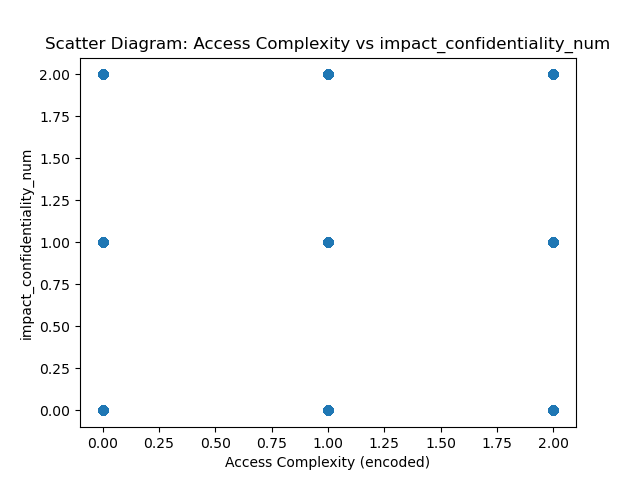 Scatter Diagram: Access Complexity vs impact_confidentiality_num
2.00
1.75
1.50
1.25
1.00
0.75
0.50
0.25
0.00
impact_confidentiality_num
0.00 0.25 0.50 0.75 1.00 1.25 1.50 1.75 2.00
Access Complexity (encoded)